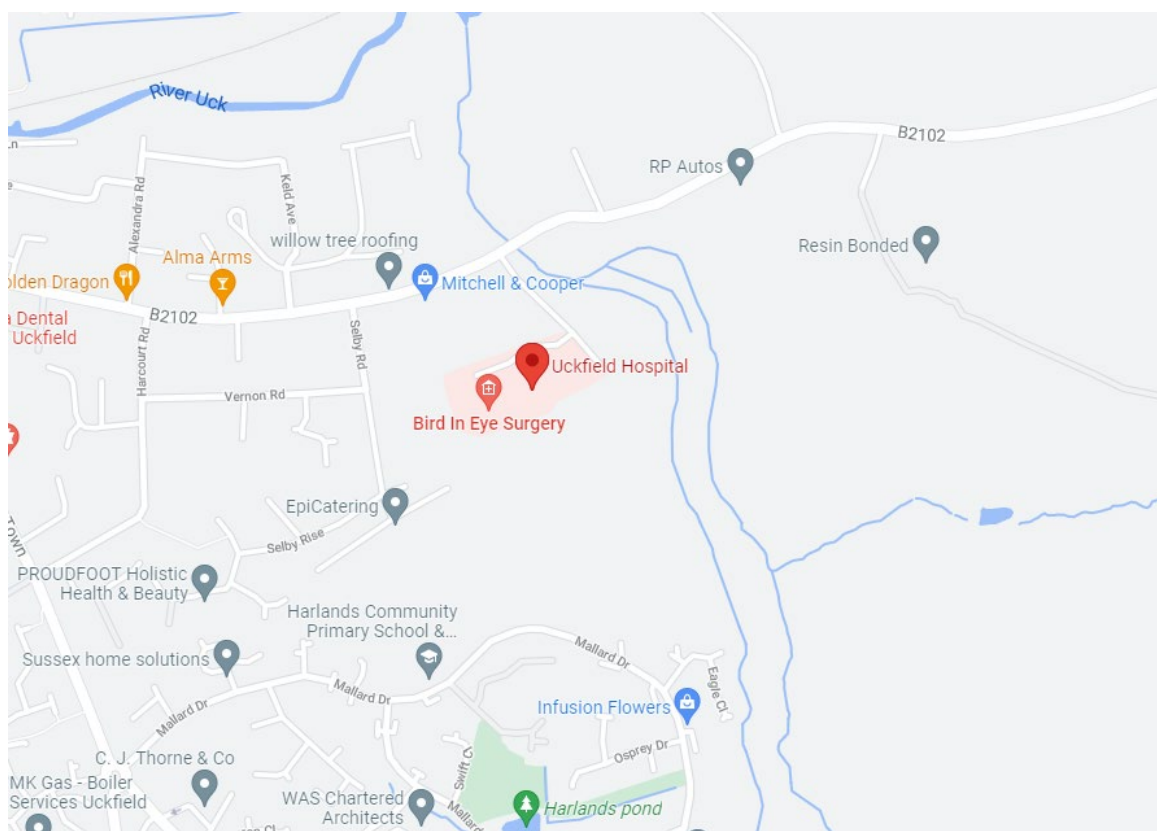 River Uck
B2102
RP Autos
Alexandra Rd
Keld Ave
willow tree roofing
Resin Bonded
Alma Arms
olden Dragon
Mitchell & Cooper
B2102
a Dental
Uckfield
Harcourt Rd
Selby Rd
Uckfield Hospital
Vernon Rd
Bird In Eye Surgery
EpiCatering
Town
Selby Rise
PROUDFOOT Holistic
Health & Beauty
Harlands Community
Primary School &...
Mallard Dr
Sussex home solutions
Mallard Dr
Eagle Cl
Infusion Flowers
Mallard Dr
Osprey Dr
C. J. Thorne & Co
Swift Cl
MK Gas - Boiler
Services Uckfield
WAS Chartered
Architects
Harlands pond